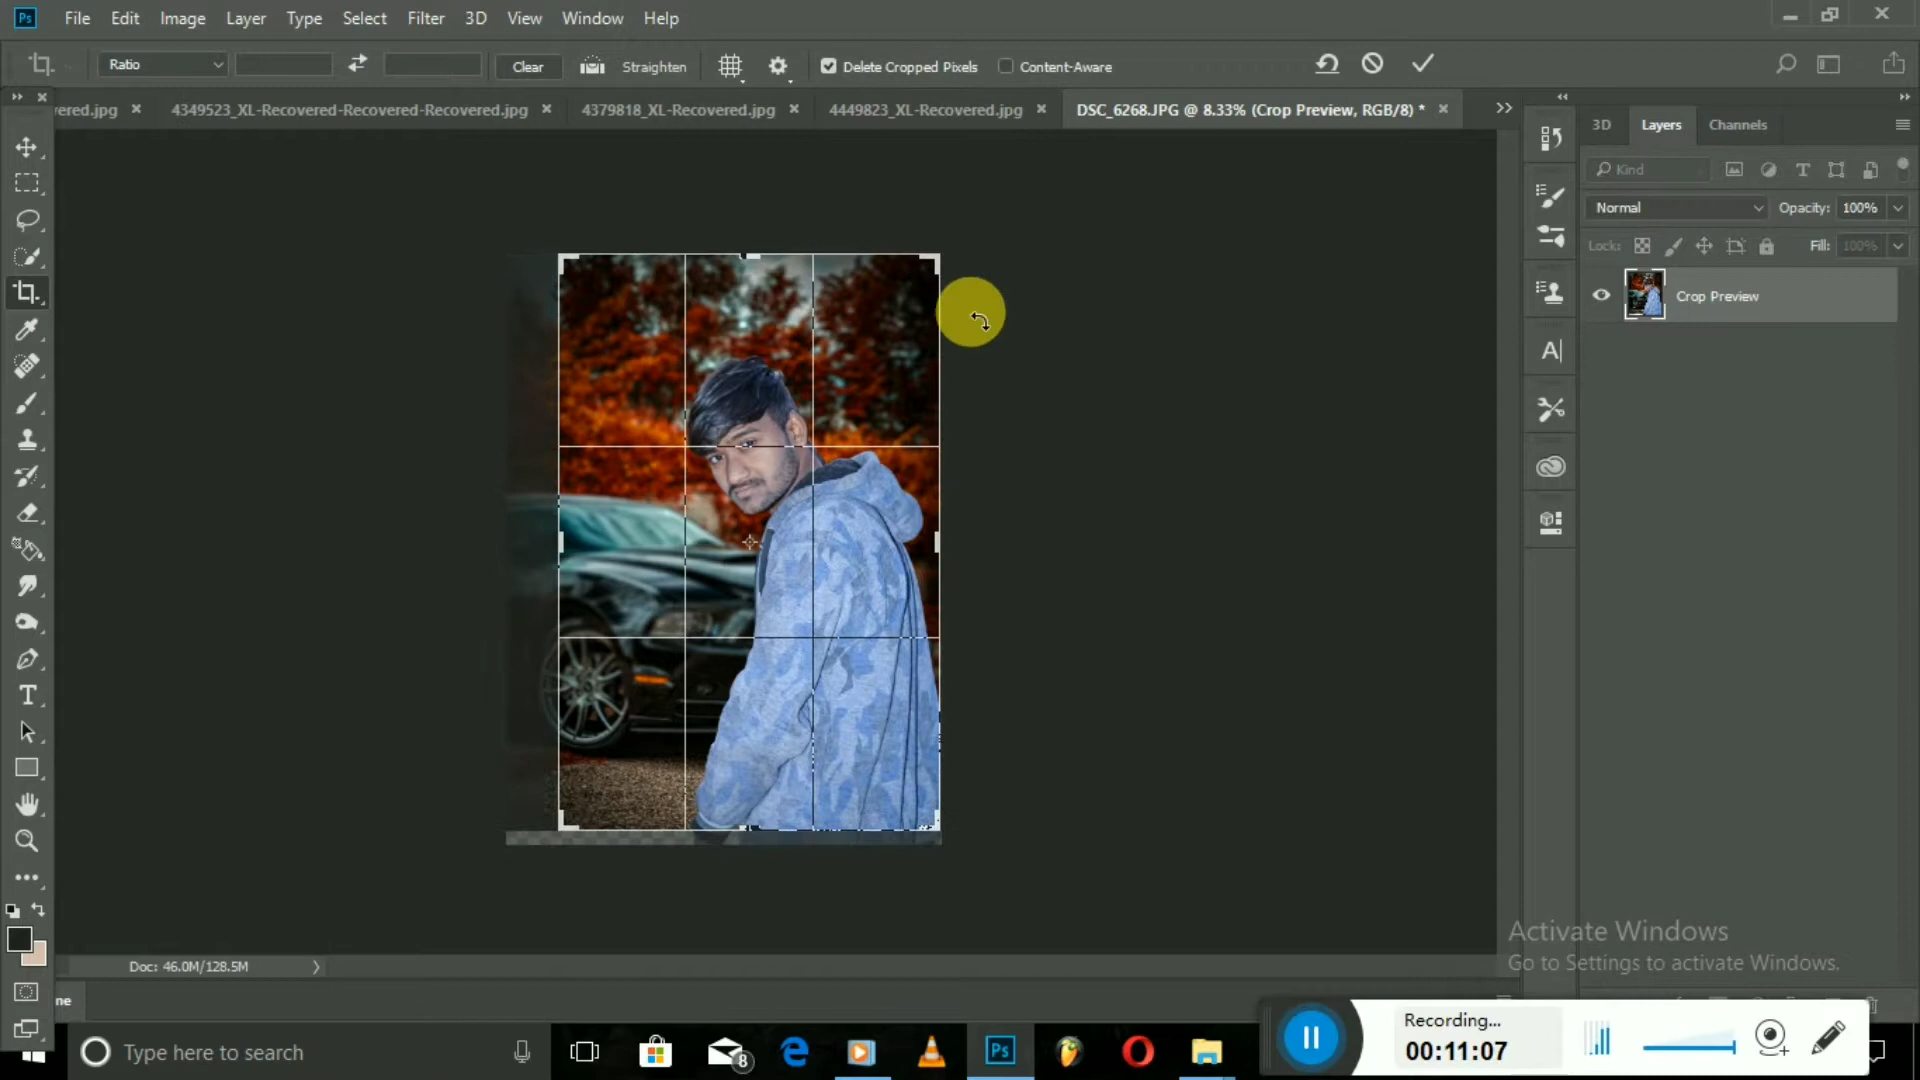 Ps File Edit Image Layer Type Select Filter 3D View Window Help
Ratio Clear Straighten Delete Cropped Pixels Content-Aware
ered.jpg × 4349523_XL-Recovered-Recovered-Recovered.jpg × 4379818_XL-Recovered.jpg × 4449823_XL-Recovered.jpg × DSC_6268.JPG @ 8.33% (Crop Preview, RGB/8) * ×
3D Layers Channels
Kind
Normal Opacity: 100%
Lock: Fill: 100%
Crop Preview
Doc: 46.0M/128.5M
ne
Activate Windows
Go to Settings to activate Windows.
Recording...
00:11:07
Type here to search
8
Ps